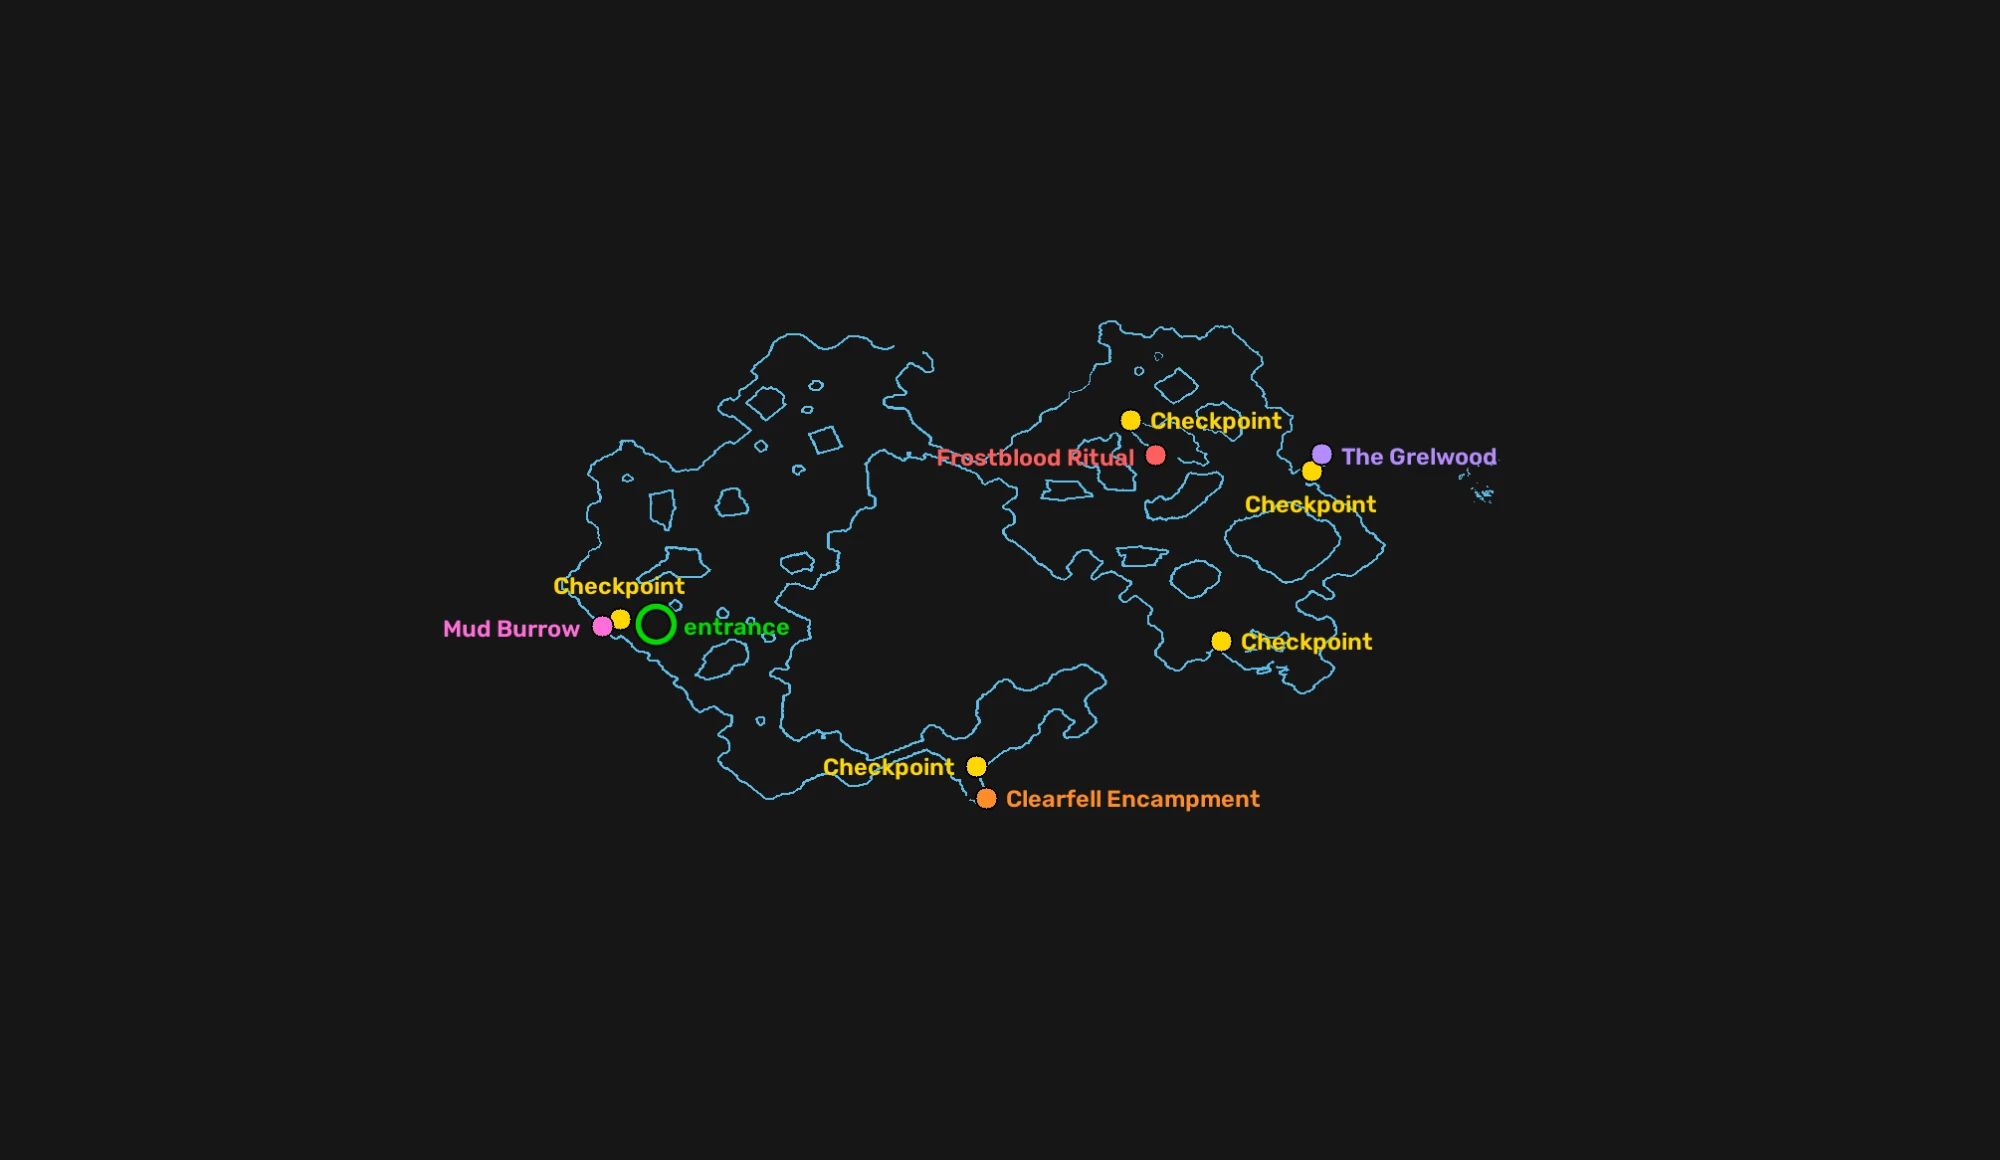 Checkpoint
Frostblood Ritual
The Grelwood
Checkpoint
Checkpoint
Mud Burrow
entrance
Checkpoint
Checkpoint
Clearfell Encampment